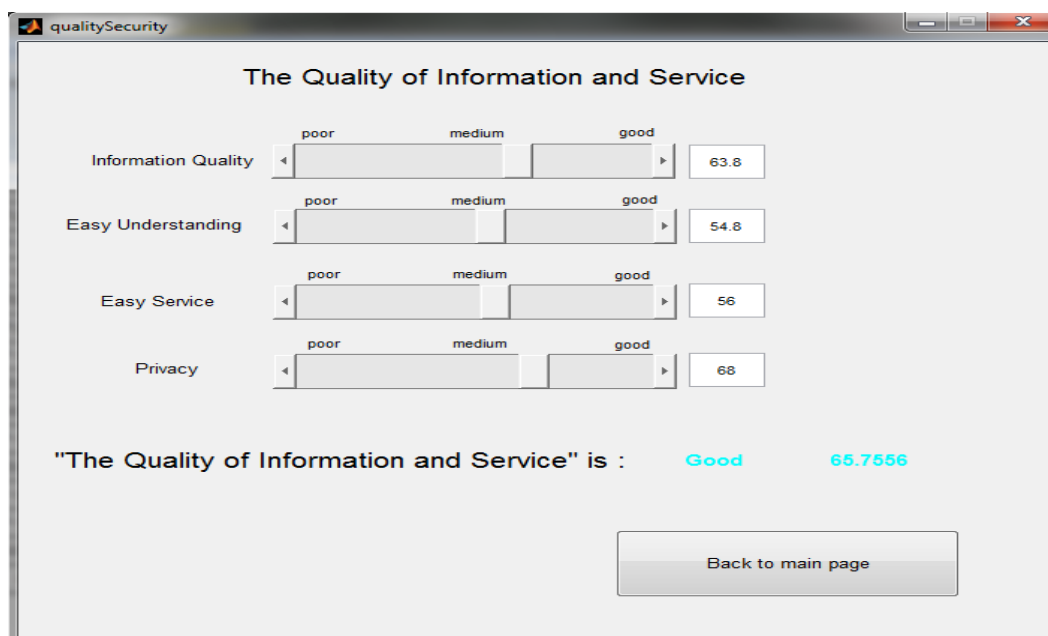 qualitySecurity
The Quality of Information and Service
poor medium good
Information Quality 63.8
poor medium good
Easy Understanding 54.8
poor medium good
Easy Service 56
poor medium good
Privacy 68
"The Quality of Information and Service" is : Good 65.7556
Back to main page